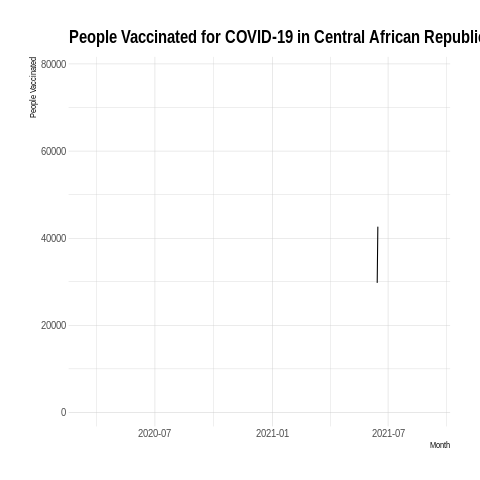 People Vaccinated for COVID-19 in Central African Republi
People Vaccinated
80000
60000
40000
20000
0
2020-07 2021-01 2021-07
Month